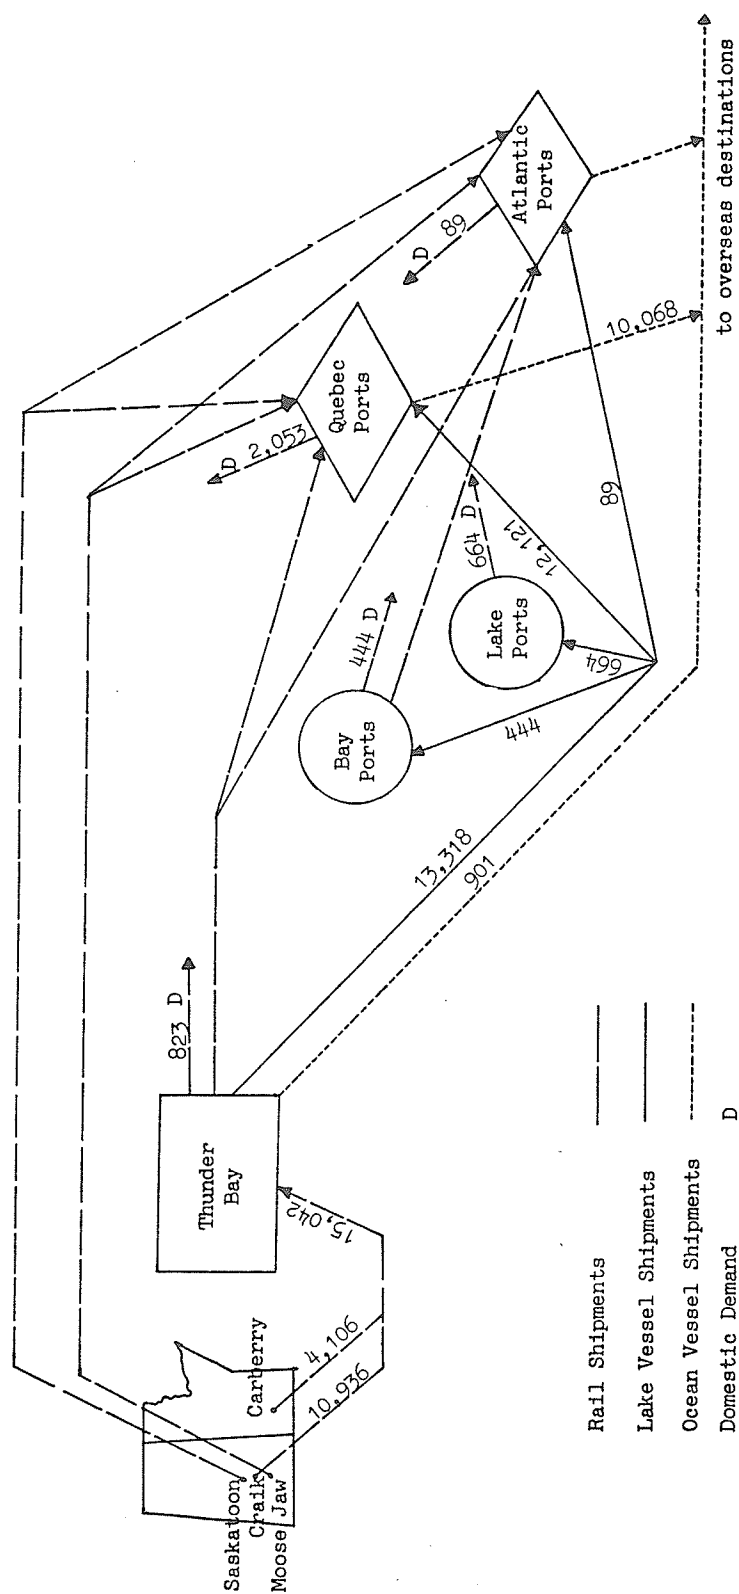 Saskatoon
Craik
Moose Jaw
Carberry
4,106
10,936
15,042
Thunder
Bay
823 D
13,318
901
Bay
Ports
444 D
444
Lake
Ports
664 D
664
12,121
89
Quebec
Ports
D 2,053
10,068
Atlantic
Ports
D 89
to overseas destinations
Rail Shipments
Lake Vessel Shipments
Ocean Vessel Shipments
Domestic Demand D